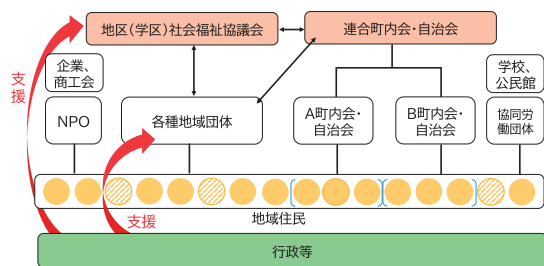 地区(学区)社会福祉協議会
連合町内会・自治会
支援
企業、
商工会
学校、
公民館
NPO
各種地域団体
A町内会・
自治会
B町内会・
自治会
協同労
働団体
地域住民
支援
行政等